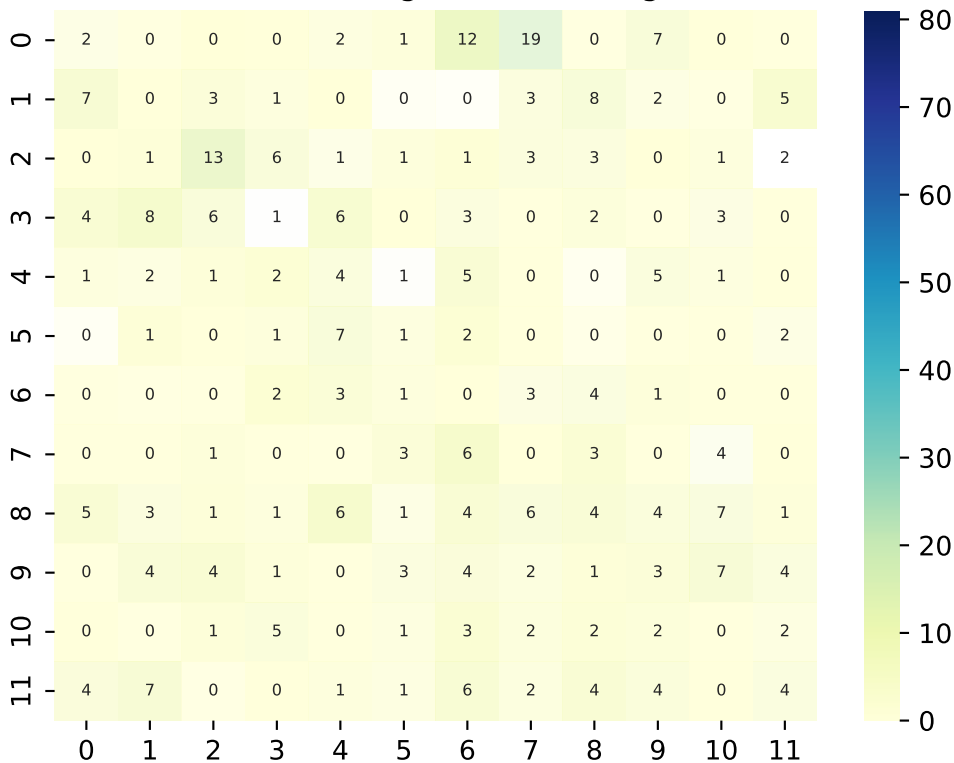 0 2 0 0 0 2 1 12 19 0 7 0 0
1 7 0 3 1 0 0 0 3 8 2 0 5
2 0 1 13 6 1 1 1 3 3 0 1 2
3 4 8 6 1 6 0 3 0 2 0 3 0
4 1 2 1 2 4 1 5 0 0 5 1 0
5 0 1 0 1 7 1 2 0 0 0 0 2
6 0 0 0 2 3 1 0 3 4 1 0 0
7 0 0 1 0 0 3 6 0 3 0 4 0
8 5 3 1 1 6 1 4 6 4 4 7 1
9 0 4 4 1 0 3 4 2 1 3 7 4
10 0 0 1 5 0 1 3 2 2 2 0 2
11 4 7 0 0 1 1 6 2 4 4 0 4
0 1 2 3 4 5 6 7 8 9 10 11
80
70
60
50
40
30
20
10
0